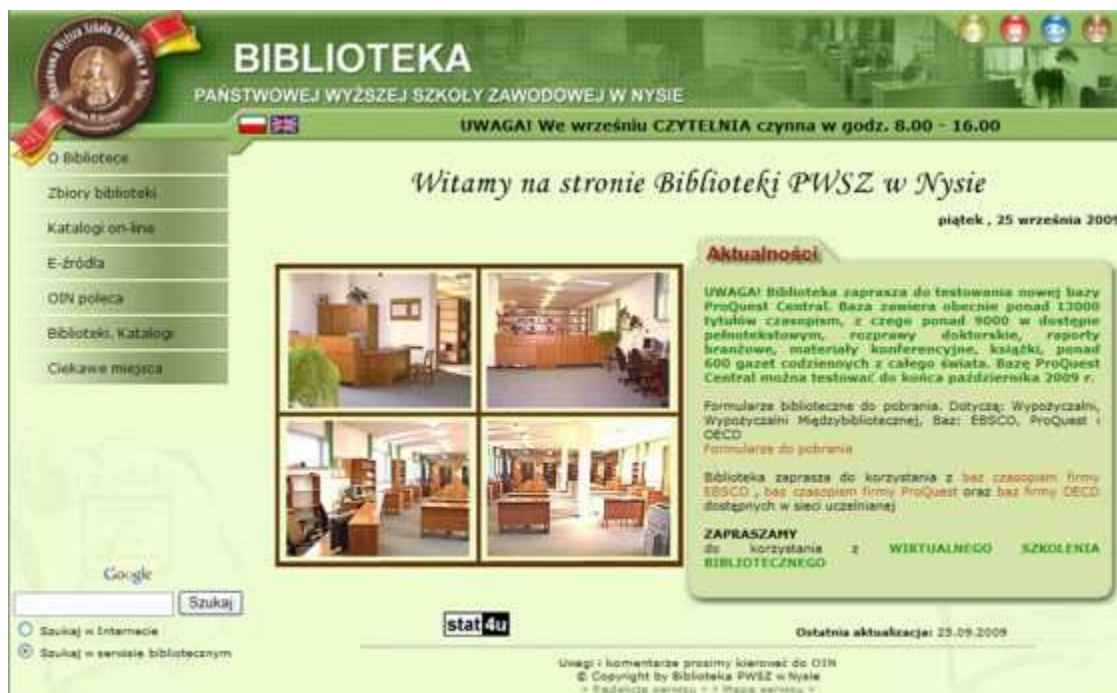 BIBLIOTEKA
PAŃSTWOWEJ WYŻSZEJ SZKOŁY ZAWODOWEJ W NYSIE
UWAGA! We wrześniu CZYTELNIA czynna w godz. 8.00 - 16.00
O Bibliotece
Zbiory biblioteki
Katalogi on-line
E-źródła
OIN poleca
Biblioteki, Katalogi
Ciekawe miejsca
Google
Szukaj
Szukaj w Internecie
Szukaj w serwisie bibliotecznym
Witamy na stronie Biblioteki PWSZ w Nysie
piątek , 25 września 2009
Aktualności
UWAGA! Biblioteka zaprasza do testowania nowej bazy
ProQuest Central. Baza zawiera obecnie ponad 13000
tytułów czasopism, z czego ponad 9000 w dostępie
pełnotekstowym, rozprawy doktorskie, raporty
branżowe, materiały konferencyjne, książki, ponad
600 gazet codziennych z całego świata. Bazę ProQuest
Central można testować do końca października 2009 r.
Formularze biblioteczne do pobrania. Dotyczą: Wypożyczalni,
Wypożyczalni Międzybibliotecznej, Baz: EBSCO, ProQuest i
OECD
Formularze do pobrania
Biblioteka zaprasza do korzystania z baz czasopism firmy
EBSCO , baz czasopism firmy ProQuest oraz baz firmy OECD
dostępnych w sieci uczelnianej
ZAPRASZAMY
do korzystania z WIRTUALNEGO SZKOLENIA
BIBLIOTECZNEGO
stat4u
Ostatnia aktualizacja: 23.09.2009
Uwagi i komentarze prosimy kierować do OIN
© Copyright by Biblioteka PWSZ w Nysie
• Redakcja serwisu • • Mapa serwisu •